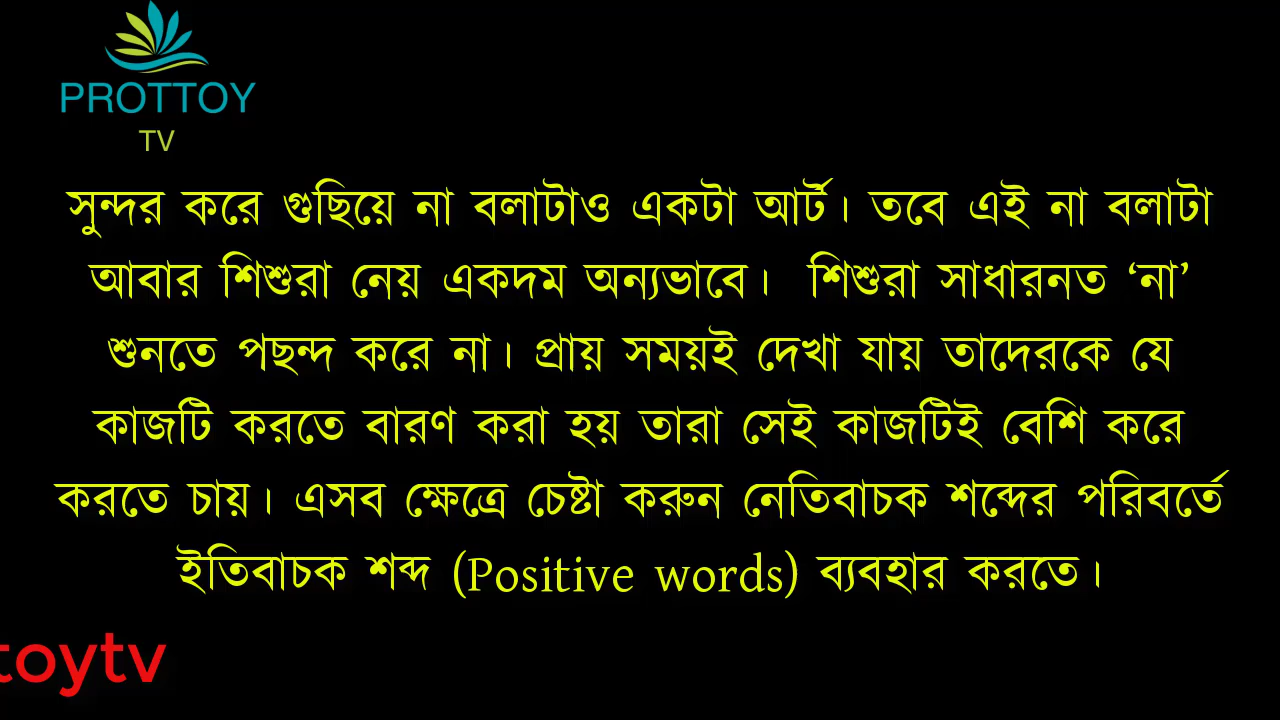 PROTTOY
TV
সুন্দর করে গুছিয়ে না বলাটাও একটা আর্ট। তবে এই না বলাটা
আবার শিশুরা নেয় একদম অন্যভাবে। শিশুরা সাধারনত ‘না’
শুনতে পছন্দ করে না। প্রায় সময়ই দেখা যায় তাদেরকে যে
কাজটি করতে বারণ করা হয় তারা সেই কাজটিই বেশি করে
করতে চায়। এসব ক্ষেত্রে চেষ্টা করুন নেতিবাচক শব্দের পরিবর্তে
ইতিবাচক শব্দ (Positive words) ব্যবহার করতে।
toytv